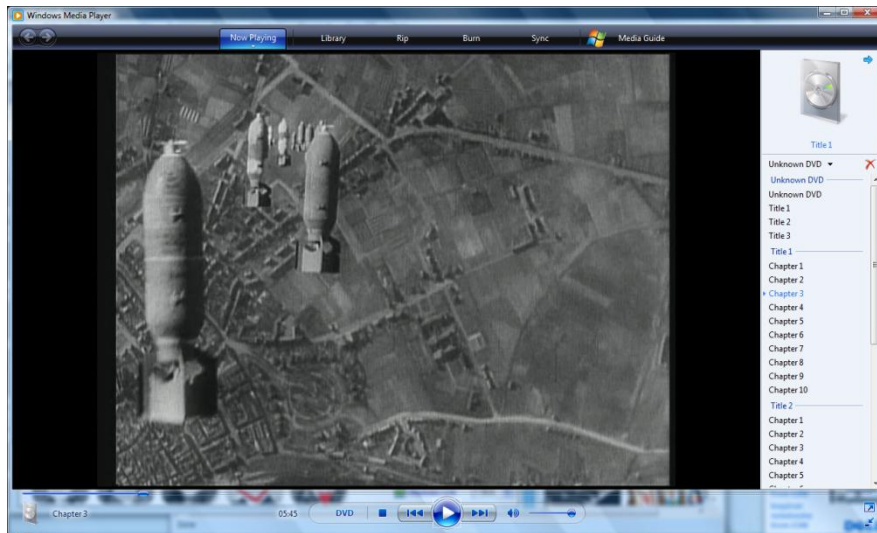 Windows Media Player
Now Playing
Library
Rip
Burn
Sync
Media Guide
Title 1
Unknown DVD
Unknown DVD
Unknown DVD
Title 1
Title 2
Title 3
Title 1
Chapter 1
Chapter 2
Chapter 3
Chapter 4
Chapter 5
Chapter 6
Chapter 7
Chapter 8
Chapter 9
Chapter 10
Title 2
Chapter 1
Chapter 2
Chapter 3
Chapter 4
Chapter 5
Chapter 3
05:45
DVD